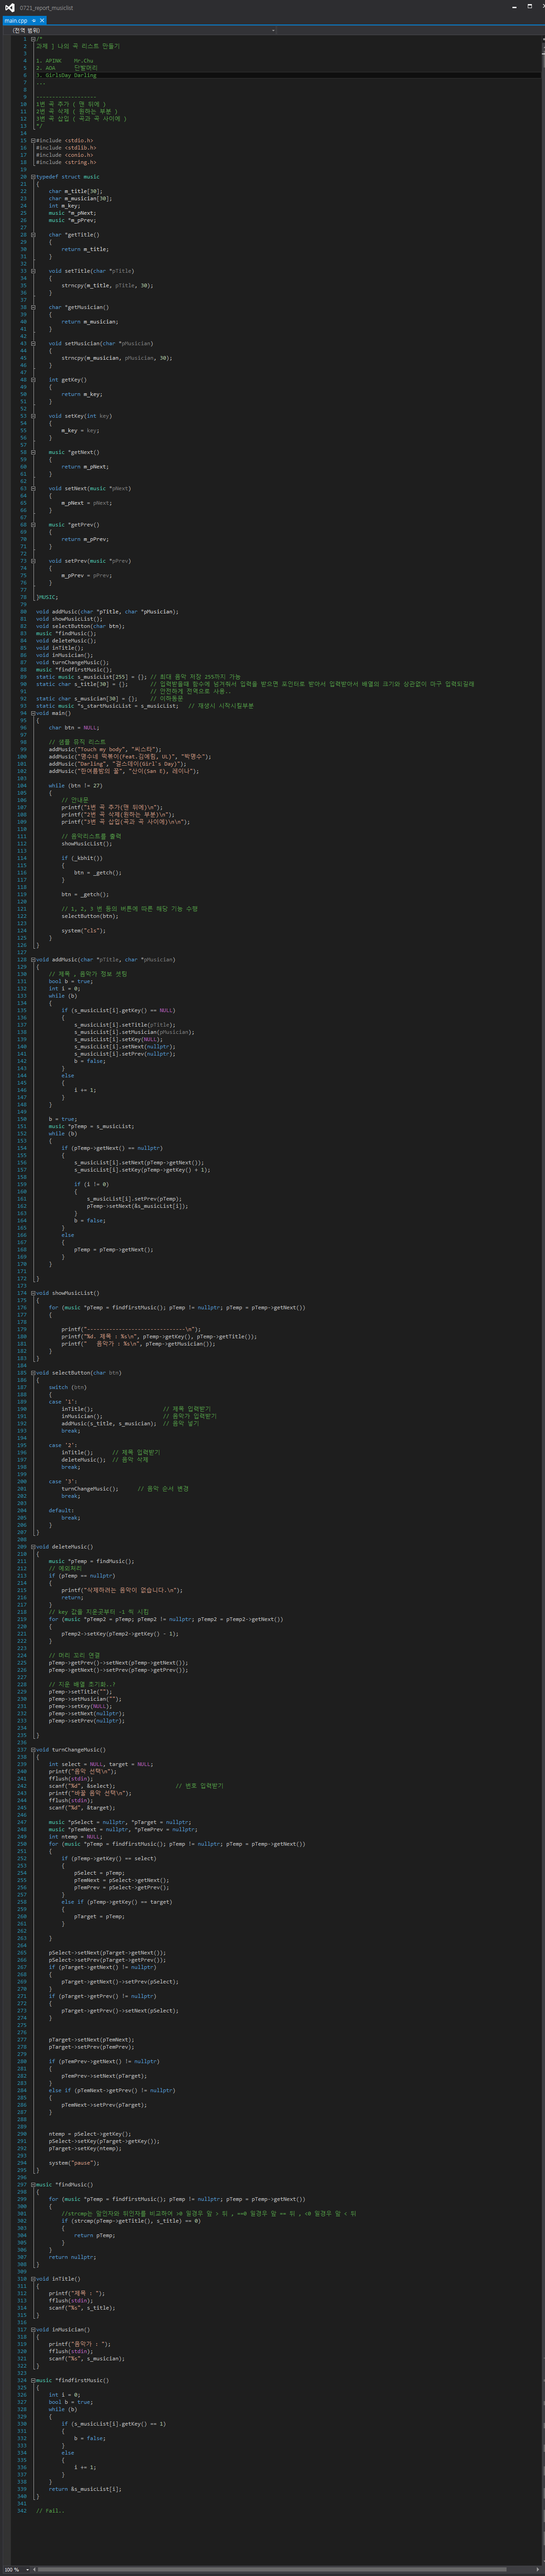 0721_report_musiclist
main.cpp
(전역 범위)
1 /*
2 과제 ] 나의 곡 리스트 만들기
3
4 1. APINK Mr.Chu
5 2. AOA 단발머리
6 3. GirlsDay Darling
7 ...
8
9 ------------------
10 1번 곡 추가 ( 맨 뒤에 )
11 2번 곡 삭제 ( 원하는 부분 )
12 3번 곡 삽입 ( 곡과 곡 사이에 )
13 */
14
15 #include <stdio.h>
16 #include <stdlib.h>
17 #include <conio.h>
18 #include <string.h>
19
20 typedef struct music
21 {
22 char m_title[30];
23 char m_musician[30];
24 int m_key;
25 music *m_pNext;
26 music *m_pPrev;
27
28 char *getTitle()
29 {
30 return m_title;
31 }
32
33 void setTitle(char *pTitle)
34 {
35 strncpy(m_title, pTitle, 30);
36 }
37
38 char *getMusician()
39 {
40 return m_musician;
41 }
42
43 void setMusician(char *pMusician)
44 {
45 strncpy(m_musician, pMusician, 30);
46 }
47
48 int getKey()
49 {
50 return m_key;
51 }
52
53 void setKey(int key)
54 {
55 m_key = key;
56 }
57
58 music *getNext()
59 {
60 return m_pNext;
61 }
62
63 void setNext(music *pNext)
64 {
65 m_pNext = pNext;
66 }
67
68 music *getPrev()
69 {
70 return m_pPrev;
71 }
72
73 void setPrev(music *pPrev)
74 {
75 m_pPrev = pPrev;
76 }
77
78 }MUSIC;
79
80 void addMusic(char *pTitle, char *pMusician);
81 void showMusicList();
82 void selectButton(char btn);
83 music *findMusic();
84 void deleteMusic();
85 void inTitle();
86 void inMusician();
87 void turnChangeMusic();
88 music *findfirstMusic();
89 static music s_musicList[255] = {}; // 최대 음악 저장 255까지 가능
90 static char s_title[30] = {}; // 입력받을때 함수에 넘겨줘서 입력을 받으면 포인터로 받아서 입력받아서 배열의 크기와 상관없이 마구 입력되길래
91 // 안전하게 전역으로 사용..
92 static char s_musician[30] = {}; // 이하동문
93 static music *s_startMusicList = s_musicList; // 재생시 시작시킬부분
94 void main()
95 {
96 char btn = NULL;
97
98 // 샘플 뮤직 리스트
99 addMusic("Touch my body", "씨스타");
100 addMusic("명수네 떡볶이(Feat.김예림, UL)", "박명수");
101 addMusic("Darling", "걸스데이(Girl`s Day)");
102 addMusic("한여름밤의 꿀", "산이(San E), 레이나");
103
104 while (btn != 27)
105 {
106 // 안내문
107 printf("1번 곡 추가(맨 뒤에)\n");
108 printf("2번 곡 삭제(원하는 부분)\n");
109 printf("3번 곡 삽입(곡과 곡 사이에)\n\n");
110
111 // 음악리스트를 출력
112 showMusicList();
113
114 if (_kbhit())
115 {
116 btn = _getch();
117 }
118
119 btn = _getch();
120
121 // 1, 2, 3 번 등의 버튼에 따른 해당 기능 수행
122 selectButton(btn);
123
124 system("cls");
125 }
126 }
127
128 void addMusic(char *pTitle, char *pMusician)
129 {
130 // 제목 , 음악가 정보 셋팅
131 bool b = true;
132 int i = 0;
133 while (b)
134 {
135 if (s_musicList[i].getKey() == NULL)
136 {
137 s_musicList[i].setTitle(pTitle);
138 s_musicList[i].setMusician(pMusician);
139 s_musicList[i].setKey(NULL);
140 s_musicList[i].setNext(nullptr);
141 s_musicList[i].setPrev(nullptr);
142 b = false;
143 }
144 else
145 {
146 i += 1;
147 }
148 }
149
150 b = true;
151 music *pTemp = s_musicList;
152 while (b)
153 {
154 if (pTemp->getNext() == nullptr)
155 {
156 s_musicList[i].setNext(pTemp->getNext());
157 s_musicList[i].setKey(pTemp->getKey() + 1);
158
159 if (i != 0)
160 {
161 s_musicList[i].setPrev(pTemp);
162 pTemp->setNext(&s_musicList[i]);
163 }
164 b = false;
165 }
166 else
167 {
168 pTemp = pTemp->getNext();
169 }
170 }
171
172 }
173
174 void showMusicList()
175 {
176 for (music *pTemp = findfirstMusic(); pTemp != nullptr; pTemp = pTemp->getNext())
177 {
178
179 printf("-------------------------------\n");
180 printf("%d. 제목 : %s\n", pTemp->getKey(), pTemp->getTitle());
181 printf(" 음악가 : %s\n", pTemp->getMusician());
182 }
183 }
184
185 void selectButton(char btn)
186 {
187 switch (btn)
188 {
189 case '1':
190 inTitle(); // 제목 입력받기
191 inMusician(); // 음악가 입력받기
192 addMusic(s_title, s_musician); // 음악 넣기
193 break;
194
195 case '2':
196 inTitle(); // 제목 입력받기
197 deleteMusic(); // 음악 삭제
198 break;
199
200 case '3':
201 turnChangeMusic(); // 음악 순서 변경
202 break;
203
204 default:
205 break;
206 }
207 }
208
209 void deleteMusic()
210 {
211 music *pTemp = findMusic();
212 // 예외처리
213 if (pTemp == nullptr)
214 {
215 printf("삭제하려는 음악이 없습니다.\n");
216 return;
217 }
218 // key 값을 지운곳부터 -1 씩 시킴
219 for (music *pTemp2 = pTemp; pTemp2 != nullptr; pTemp2 = pTemp2->getNext())
220 {
221 pTemp2->setKey(pTemp2->getKey() - 1);
222 }
223
224 // 머리 꼬리 연결
225 pTemp->getPrev()->setNext(pTemp->getNext());
226 pTemp->getNext()->setPrev(pTemp->getPrev());
227
228 // 지운 배열 초기화..?
229 pTemp->setTitle("");
230 pTemp->setMusician("");
231 pTemp->setKey(NULL);
232 pTemp->setNext(nullptr);
233 pTemp->setPrev(nullptr);
234
235 }
236
237 void turnChangeMusic()
238 {
239 int select = NULL, target = NULL;
240 printf("음악 선택\n");
241 fflush(stdin);
242 scanf("%d", &select); // 번호 입력받기
243 printf("바꿀 음악 선택\n");
244 fflush(stdin);
245 scanf("%d", &target);
246
247 music *pSelect = nullptr, *pTarget = nullptr;
248 music *pTemNext = nullptr, *pTemPrev = nullptr;
249 int ntemp = NULL;
250 for (music *pTemp = findfirstMusic(); pTemp != nullptr; pTemp = pTemp->getNext())
251 {
252 if (pTemp->getKey() == select)
253 {
254 pSelect = pTemp;
255 pTemNext = pSelect->getNext();
256 pTemPrev = pSelect->getPrev();
257 }
258 else if (pTemp->getKey() == target)
259 {
260 pTarget = pTemp;
261 }
262
263 }
264
265 pSelect->setNext(pTarget->getNext());
266 pSelect->setPrev(pTarget->getPrev());
267 if (pTarget->getNext() != nullptr)
268 {
269 pTarget->getNext()->setPrev(pSelect);
270 }
271 if (pTarget->getPrev() != nullptr)
272 {
273 pTarget->getPrev()->setNext(pSelect);
274 }
275
276
277 pTarget->setNext(pTemNext);
278 pTarget->setPrev(pTemPrev);
279
280 if (pTemPrev->getNext() != nullptr)
281 {
282 pTemPrev->setNext(pTarget);
283 }
284 else if (pTemNext->getPrev() != nullptr)
285 {
286 pTemNext->setPrev(pTarget);
287 }
288
289
290 ntemp = pSelect->getKey();
291 pSelect->setKey(pTarget->getKey());
292 pTarget->setKey(ntemp);
293
294 system("pause");
295 }
296
297 music *findMusic()
298 {
299 for (music *pTemp = findfirstMusic(); pTemp != nullptr; pTemp = pTemp->getNext())
300 {
301 //strcmp는 앞인자와 뒤인자를 비교하여 >0 일경우 앞 > 뒤 , ==0 일경우 앞 == 뒤 , <0 일경우 앞 < 뒤
302 if (strcmp(pTemp->getTitle(), s_title) == 0)
303 {
304 return pTemp;
305 }
306 }
307 return nullptr;
308 }
309
310 void inTitle()
311 {
312 printf("제목 : ");
313 fflush(stdin);
314 scanf("%s", s_title);
315 }
316
317 void inMusician()
318 {
319 printf("음악가 : ");
320 fflush(stdin);
321 scanf("%s", s_musician);
322 }
323
324 music *findfirstMusic()
325 {
326 int i = 0;
327 bool b = true;
328 while (b)
329 {
330 if (s_musicList[i].getKey() == 1)
331 {
332 b = false;
333 }
334 else
335 {
336 i += 1;
337 }
338 }
339 return &s_musicList[i];
340 }
341
342 // fail..
100 %